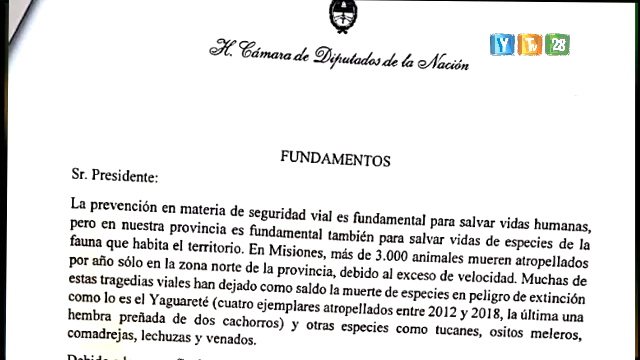 H. Cámara de Diputados de la Nación
YTv 28
FUNDAMENTOS
Sr. Presidente:
La prevención en materia de seguridad vial es fundamental para salvar vidas humanas,
pero en nuestra provincia es fundamental también para salvar vidas de especies de la
fauna que habita el territorio. En Misiones, más de 3.000 animales mueren atropellados
por año sólo en la zona norte de la provincia, debido al exceso de velocidad. Muchas de
estas tragedias viales han dejado como saldo la muerte de especies en peligro de extinción
como lo es el Yaguareté (cuatro ejemplares atropellados entre 2012 y 2018, la última una
hembra preñada de dos cachorros) y otras especies como tucanes, ositos meleros,
comadrejas, lechuzas y venados.